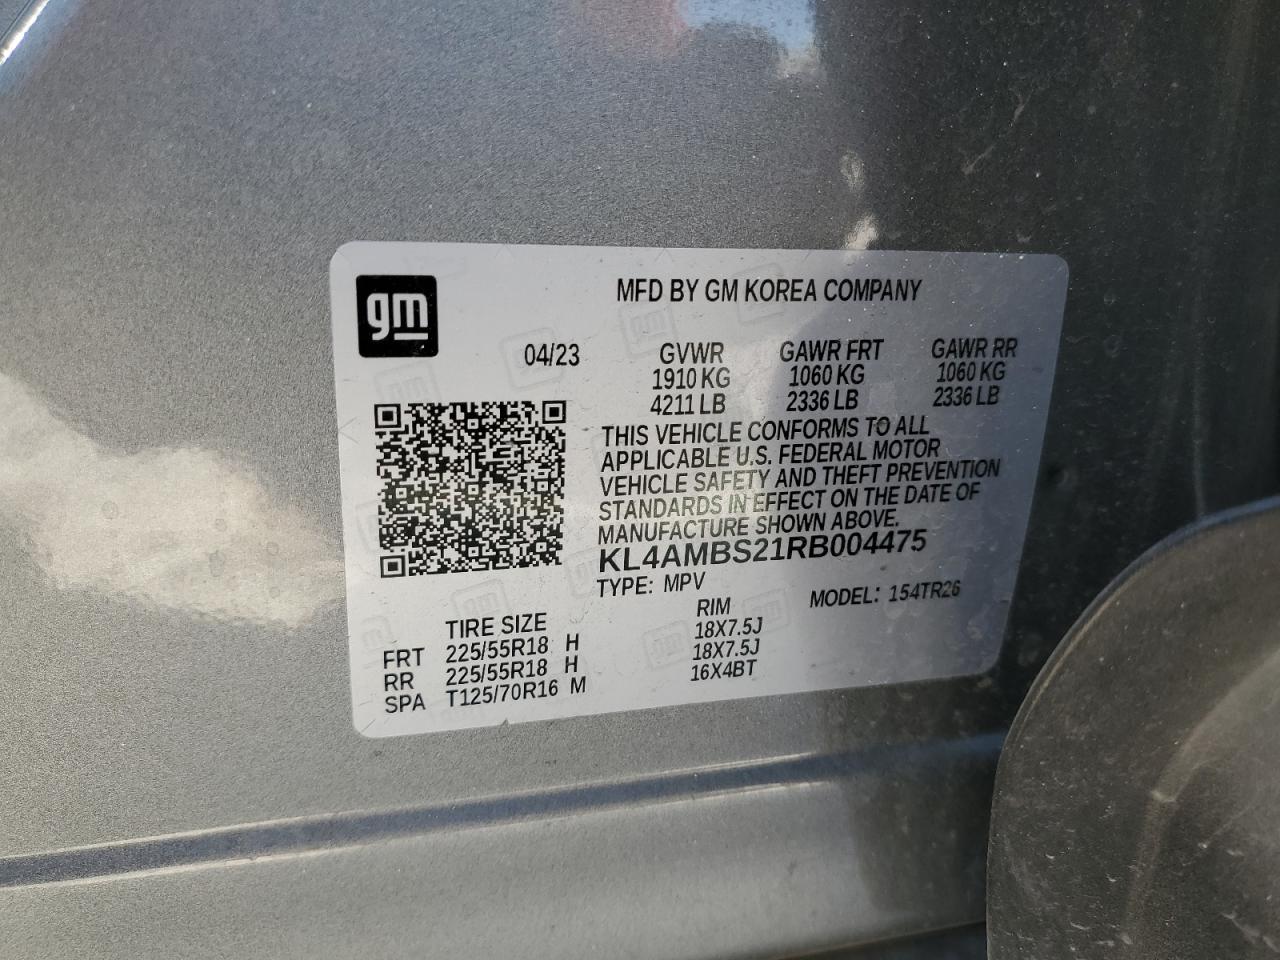 gm
MFD BY GM KOREA COMPANY
04/23 GVWR GAWR FRT GAWR RR
1910 KG 1060 KG 1060 KG
4211 LB 2336 LB 2336 LB
THIS VEHICLE CONFORMS TO ALL
APPLICABLE U.S. FEDERAL MOTOR
VEHICLE SAFETY AND THEFT PREVENTION
STANDARDS IN EFFECT ON THE DATE OF
MANUFACTURE SHOWN ABOVE.
KL4AMBS21RB004475
TYPE: MPV MODEL: 154TR26
TIRE SIZE RIM
FRT 225/55R18 H 18X7.5J
RR 225/55R18 H 18X7.5J
SPA T125/70R16 M 16X4BT